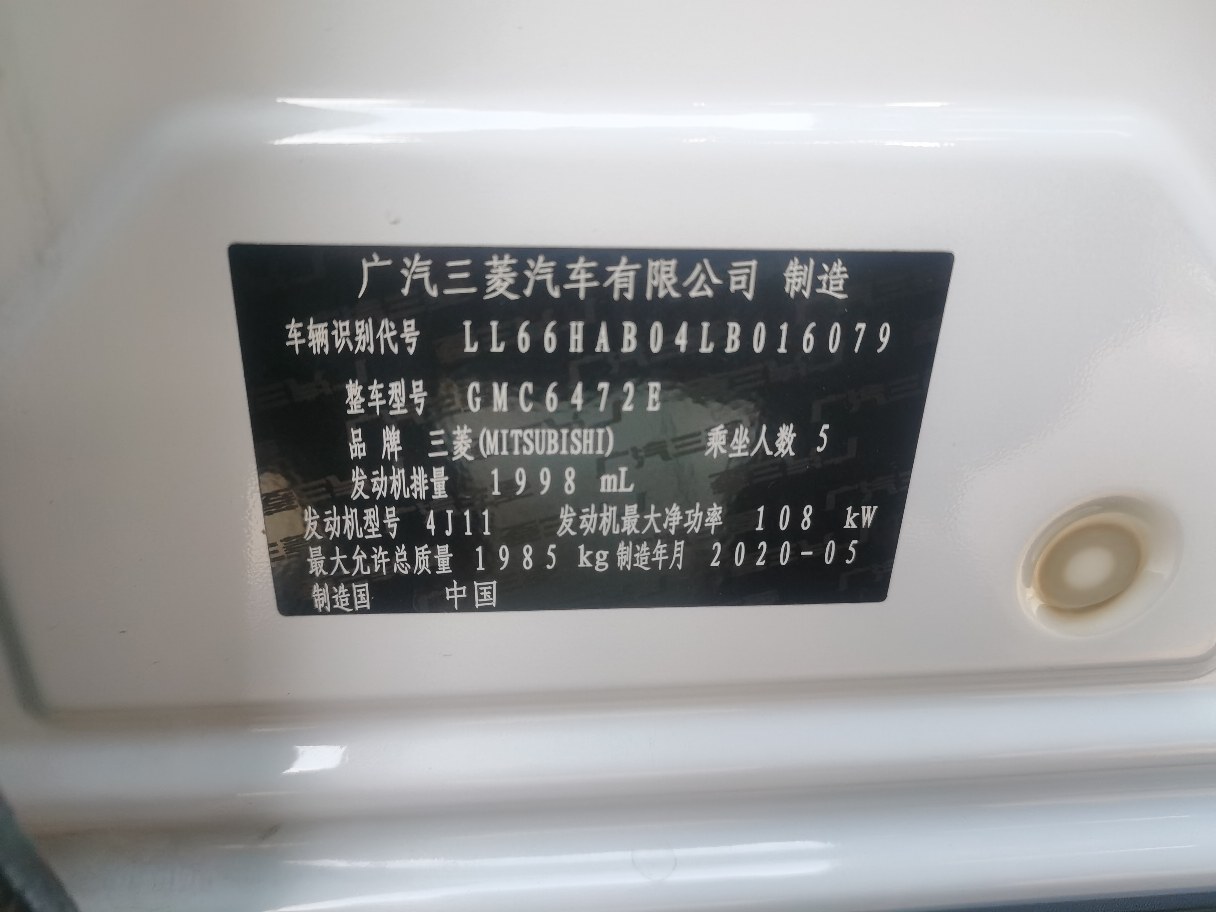 广汽三菱汽车有限公司 制造
车辆识别代号 LL66HAB04LB016079
整车型号 GMC6472E
品牌 三菱(MITSUBISHI) 乘坐人数 5
发动机排量 1998 mL
发动机型号 4J11 发动机最大净功率 108 kW
最大允许总质量 1985 kg 制造年月 2020-05
制造国 中国